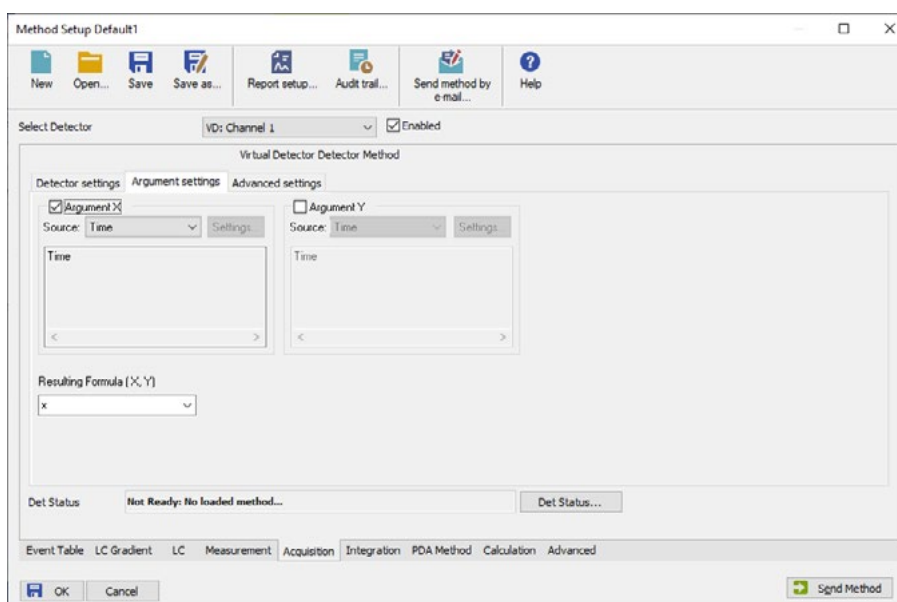 Method Setup Default1
New Open... Save Save as... Report setup... Audit trail... Send method by e-mail... Help
Select Detector VD: Channel 1 Enabled
Virtual Detector Detector Method
Detector settings Argument settings Advanced settings
Argument X Argument Y
Source: Time Settings... Source: Time Settings...
Time Time
Resulting Formula (X, Y)
x
Det Status Not Ready: No loaded method... Det Status...
Event Table LC Gradient LC Measurement Acquisition Integration PDA Method Calculation Advanced
OK Cancel Send Method